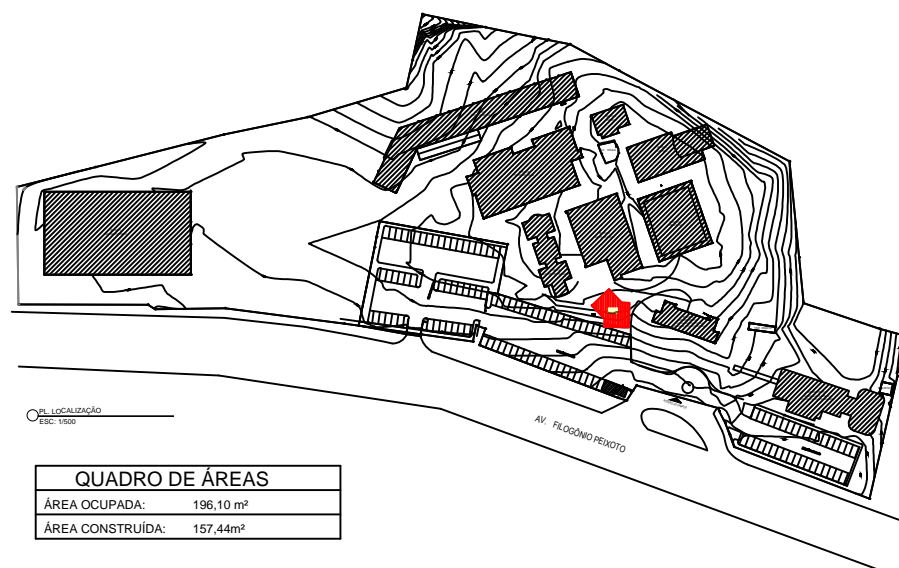 AV. FILOGÔNIO PEIXOTO
PL. LOCALIZAÇÃO
ESC: 1/500
QUADRO DE ÁREAS
ÁREA OCUPADA: 196,10 m²
ÁREA CONSTRUÍDA: 157,44m²